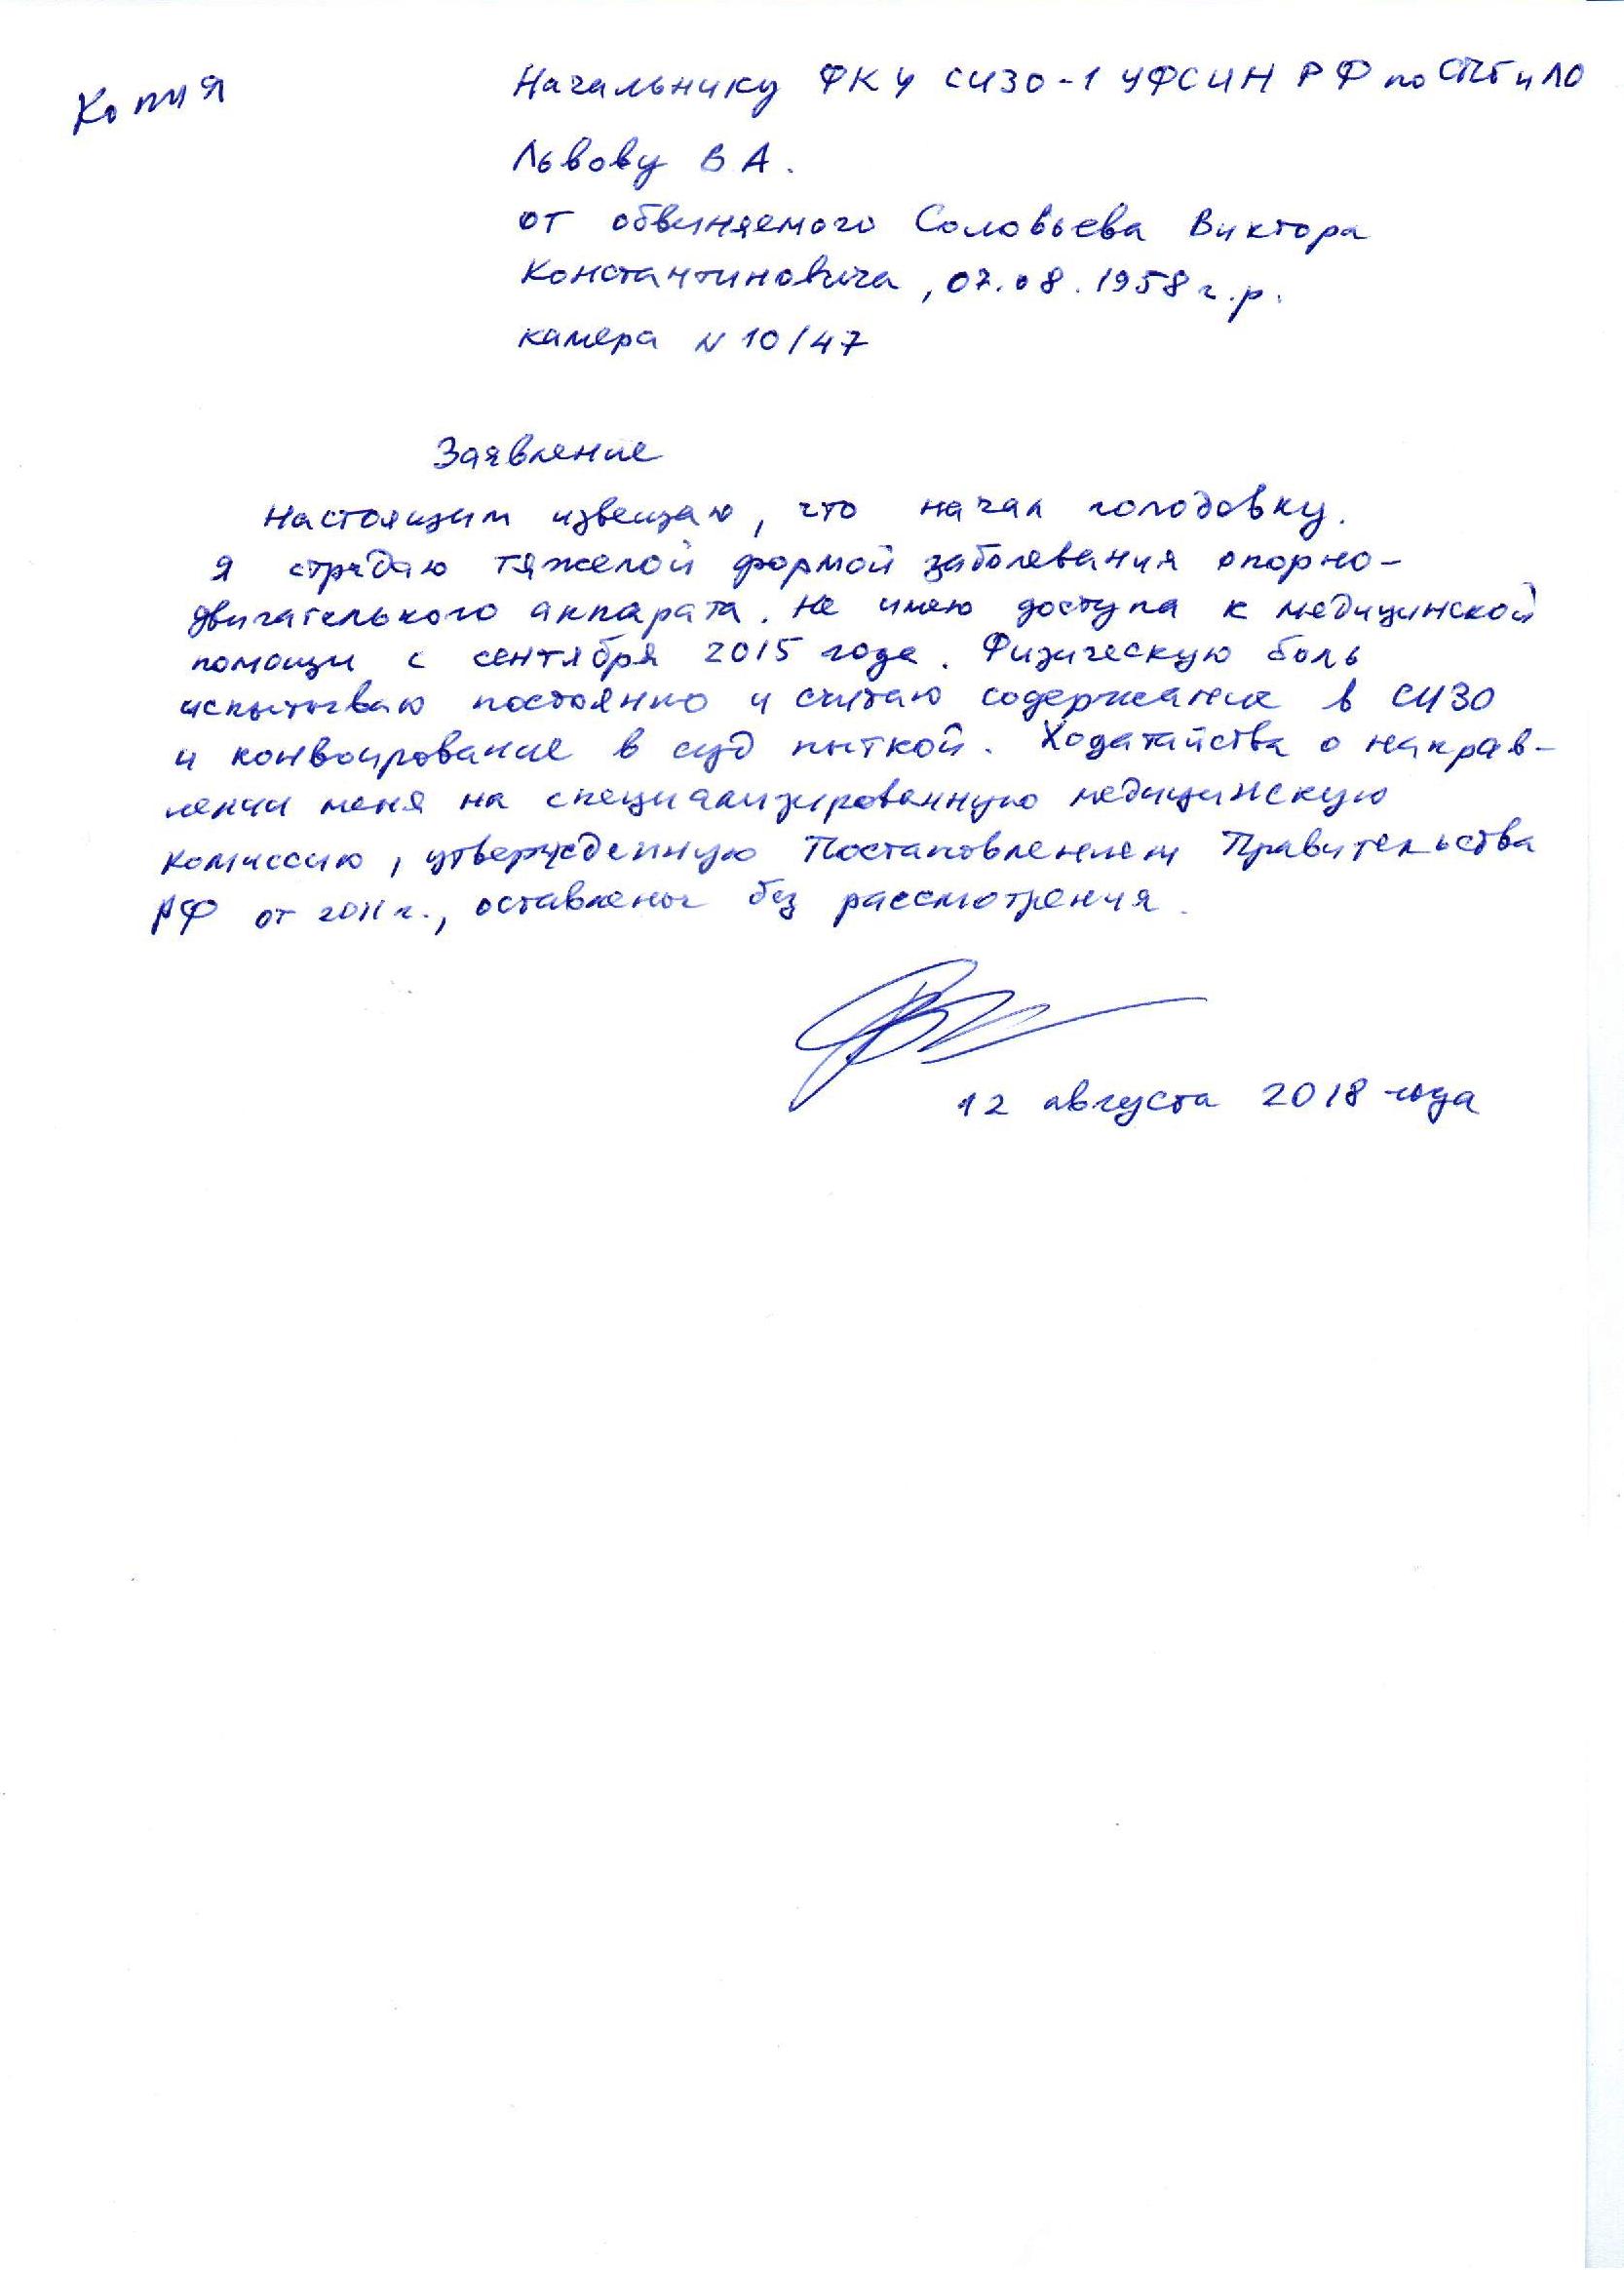 Копия
Начальнику ФКУ СИЗО-1 УФСИН РФ по СПБ и ЛО
Львову В А.
от обвиняемого Соловьева Виктора
Константиновича, 07.08.1958 г.р.
камера N 10/47
Заявление
Настоящим извещаю, что начал голодовку.
Я страдаю тяжелой формой заболевания опорно-
двигательного аппарата. Не имею доступа к медицинской
помощи с сентября 2015 года. Физическую боль
испытываю постоянно и считаю содержание в СИЗО
и конвоирование в суд пыткой. Ходатайства о направ-
лении меня на специализированную медицинскую
комиссию, утвержденную Постановлением Правительства
РФ от 2011 г., оставлены без рассмотрения.
12 августа 2018 года